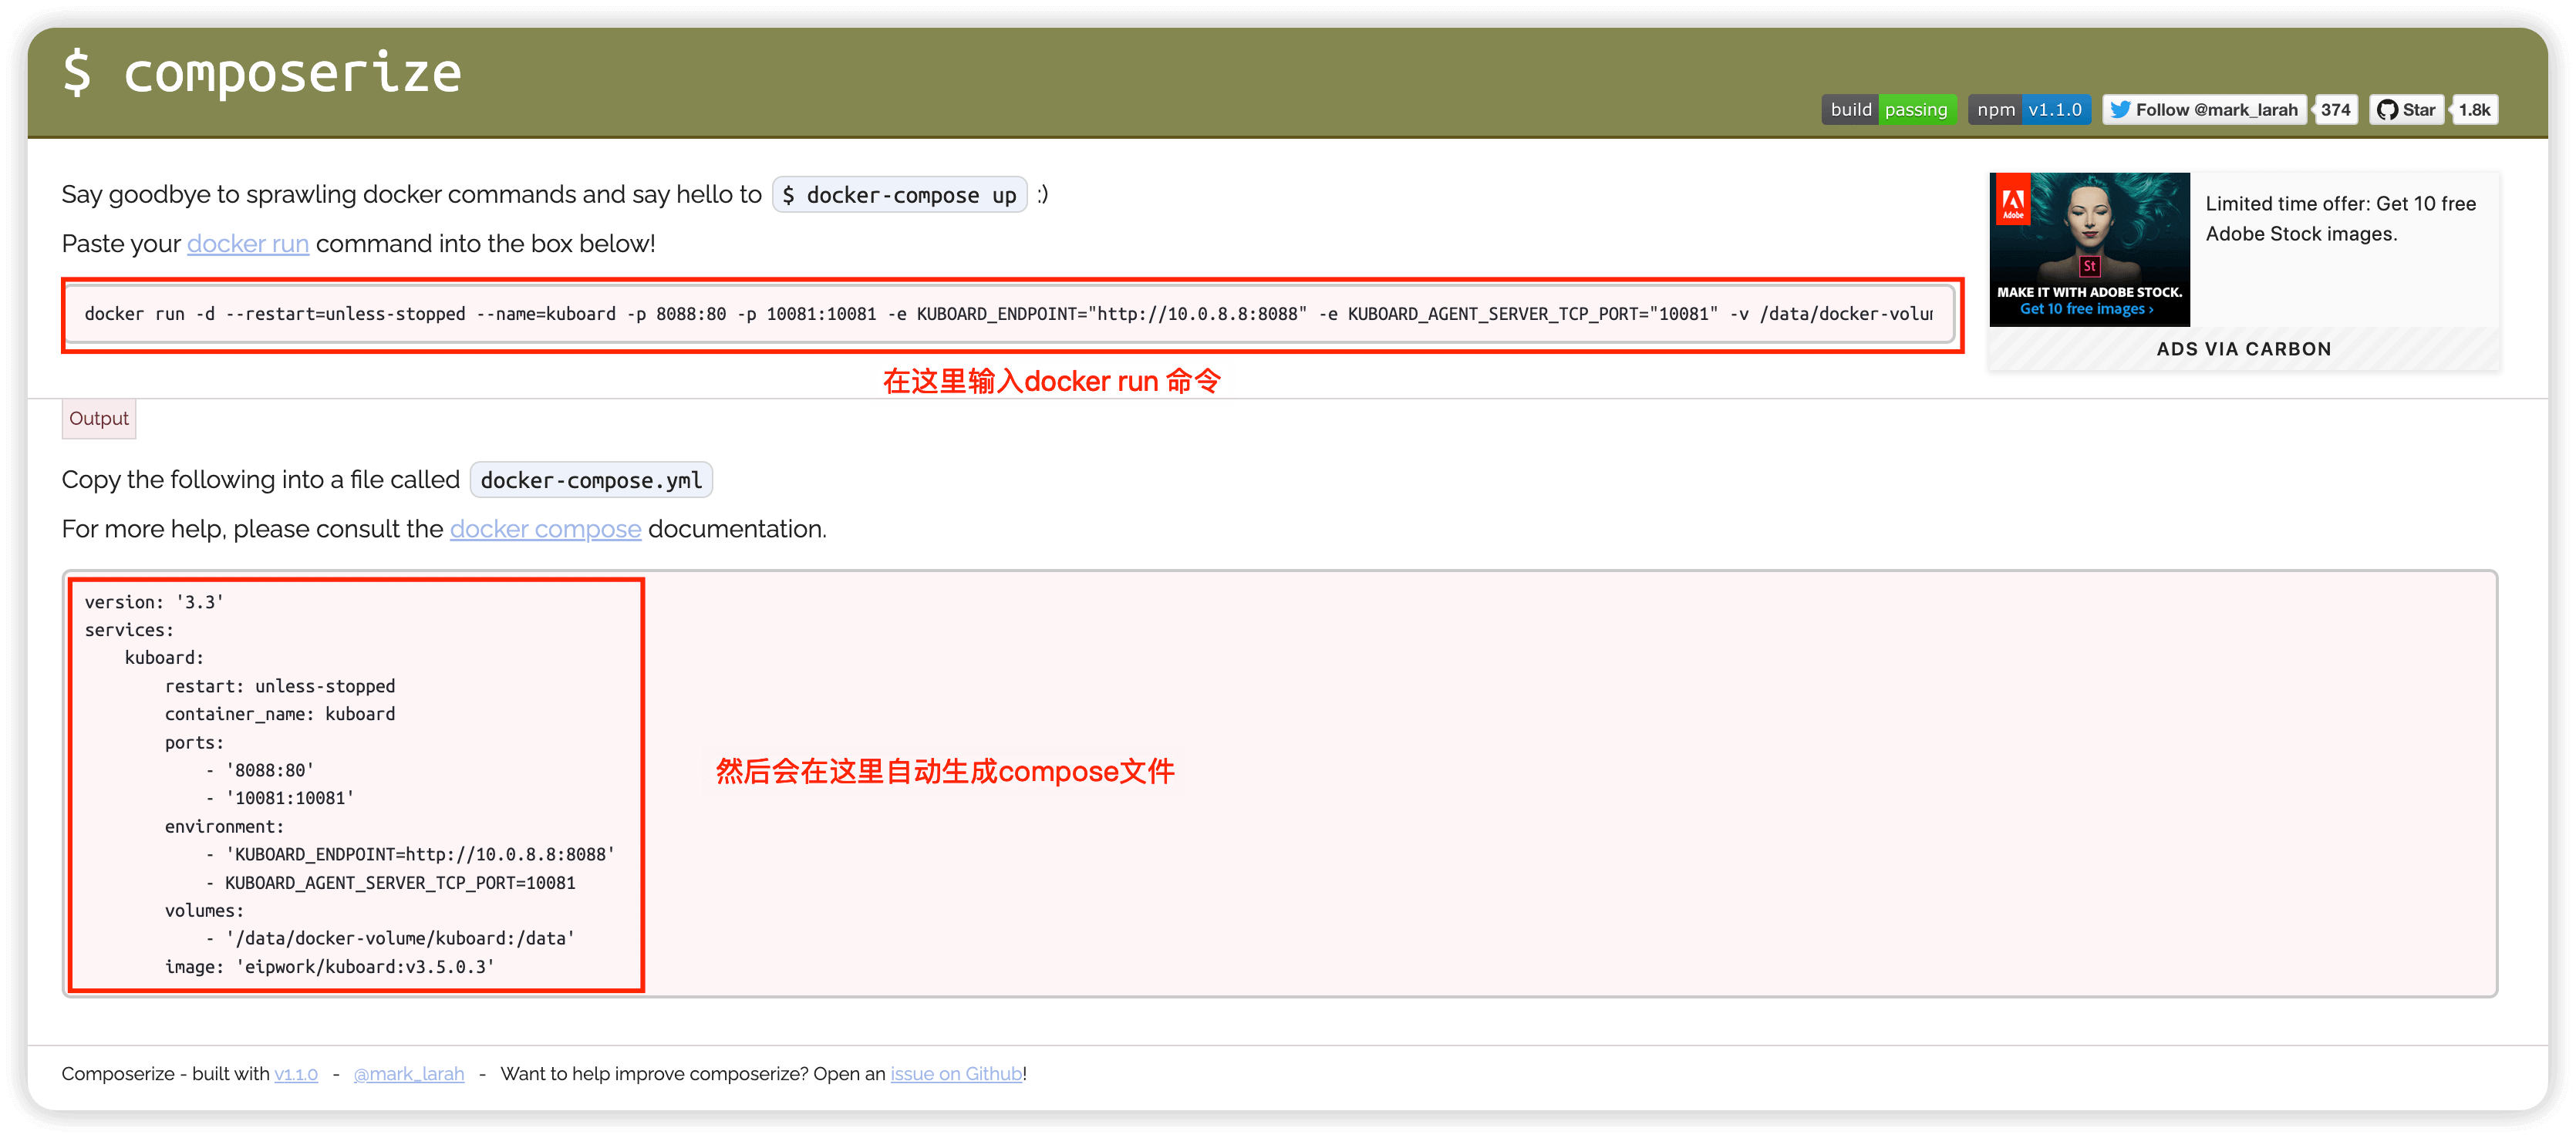 $ composerize
build passing npm v1.1.0 Follow @mark_larah 374 Star 1.8k
Say goodbye to sprawling docker commands and say hello to $ docker-compose up :)
Paste your docker run command into the box below!
docker run -d --restart=unless-stopped --name=kuboard -p 8088:80 -p 10081:10081 -e KUBOARD_ENDPOINT="http://10.0.8.8:8088" -e KUBOARD_AGENT_SERVER_TCP_PORT="10081" -v /data/docker-volu
在这里输入docker run 命令
Adobe
St
MAKE IT WITH ADOBE STOCK.
Get 10 free images ›
Limited time offer: Get 10 free
Adobe Stock images.
ADS VIA CARBON
Output
Copy the following into a file called docker-compose.yml
For more help, please consult the docker compose documentation.
version: '3.3'
services:
    kuboard:
        restart: unless-stopped
        container_name: kuboard
        ports:
            - '8088:80'
            - '10081:10081'
        environment:
            - 'KUBOARD_ENDPOINT=http://10.0.8.8:8088'
            - KUBOARD_AGENT_SERVER_TCP_PORT=10081
        volumes:
            - '/data/docker-volume/kuboard:/data'
        image: 'eipwork/kuboard:v3.5.0.3'
然后会在这里自动生成compose文件
Composerize - built with v1.1.0 - @mark_larah - Want to help improve composerize? Open an issue on Github!